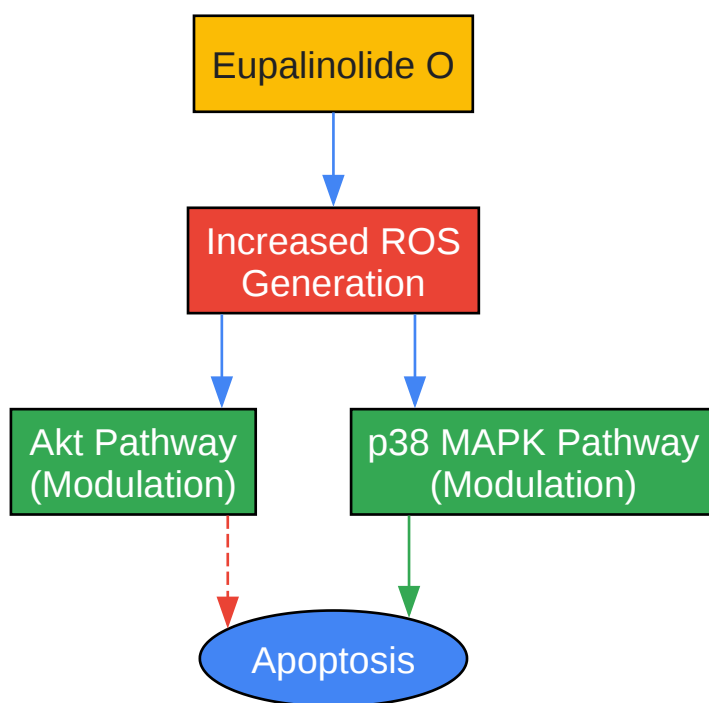 Eupalinolide O
Increased ROS
Generation
Akt Pathway
(Modulation)
p38 MAPK Pathway
(Modulation)
Apoptosis